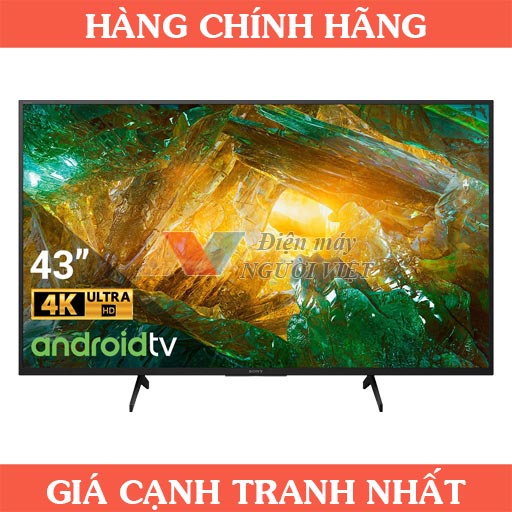 HÀNG CHÍNH HÃNG
Điện máy
NGƯỜI VIỆT
43”
4K ULTRA HD
androidtv
SONY
GIÁ CẠNH TRANH NHẤT